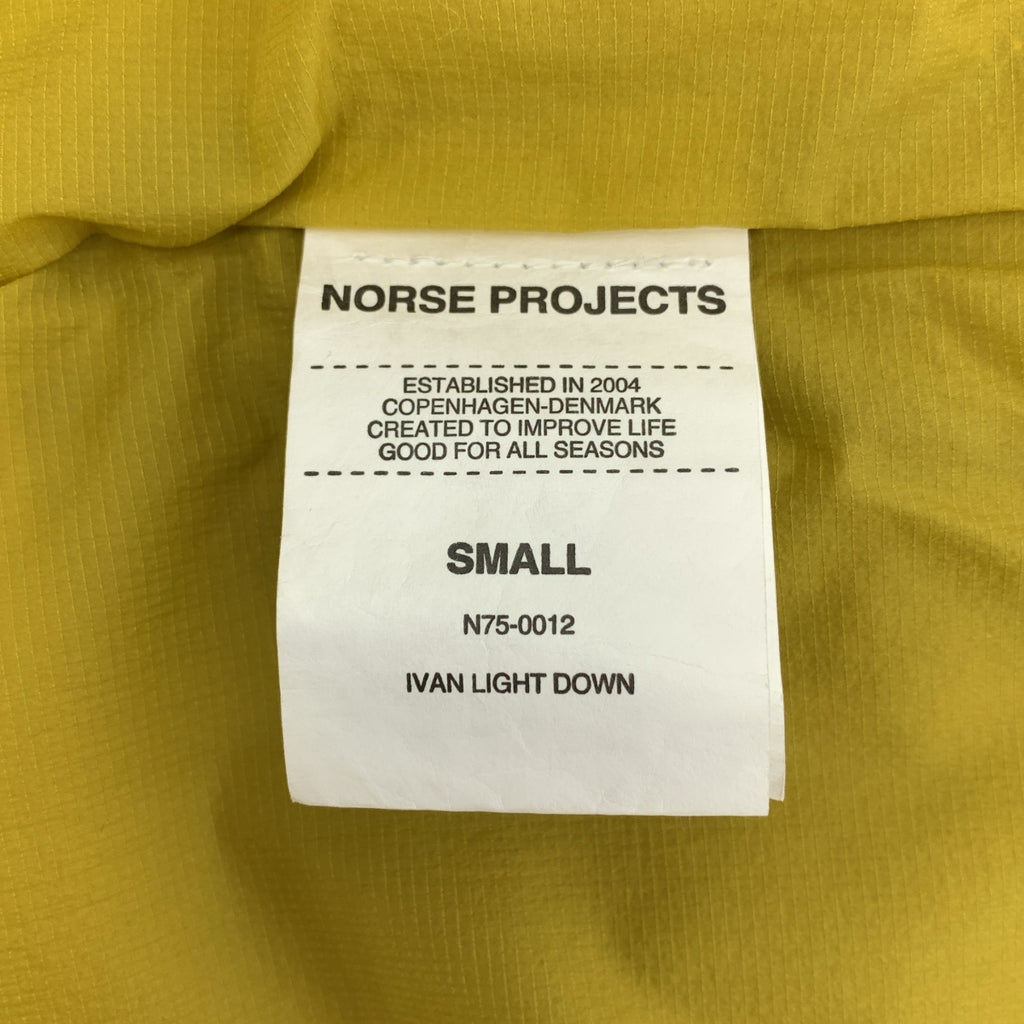 NORSE PROJECTS
ESTABLISHED IN 2004
COPENHAGEN-DENMARK
CREATED TO IMPROVE LIFE
GOOD FOR ALL SEASONS
SMALL
N75-0012
IVAN LIGHT DOWN